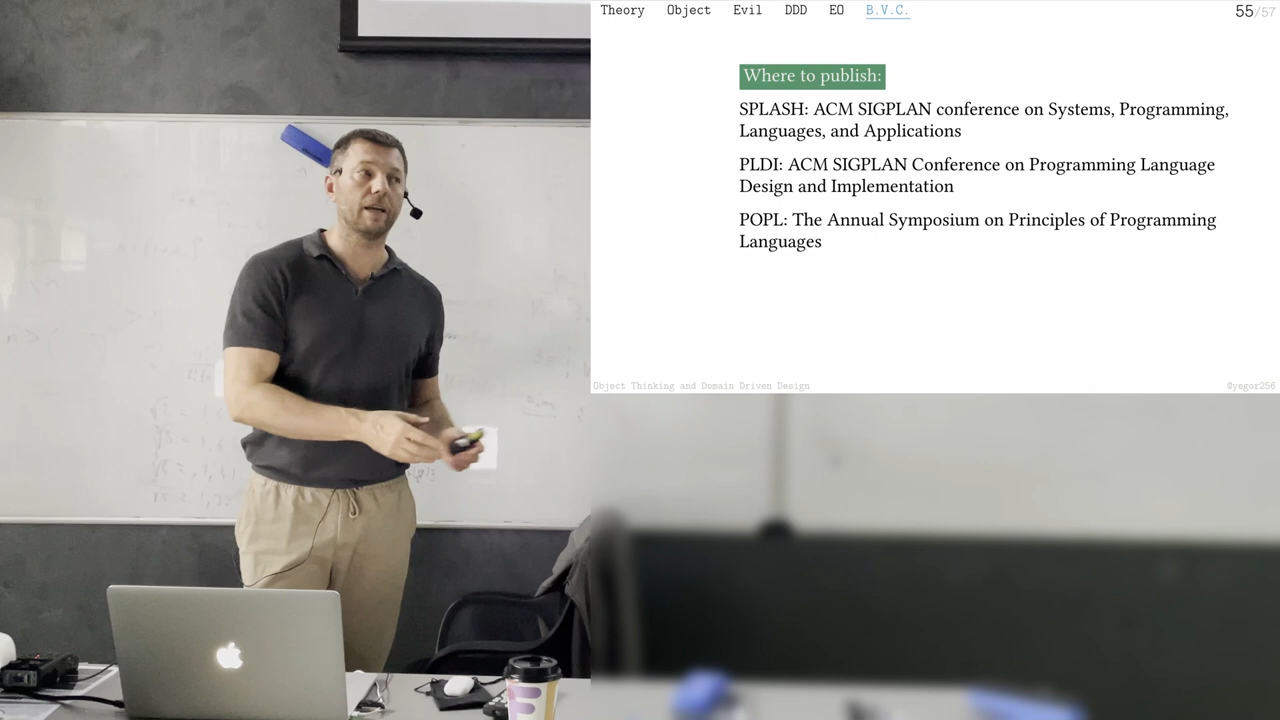 Theory Object Evil DDD EO B.V.C. 55/57
Where to publish:
SPLASH: ACM SIGPLAN conference on Systems, Programming,
Languages, and Applications
PLDI: ACM SIGPLAN Conference on Programming Language
Design and Implementation
POPL: The Annual Symposium on Principles of Programming
Languages
Object Thinking and Domain Driven Design @yegor256